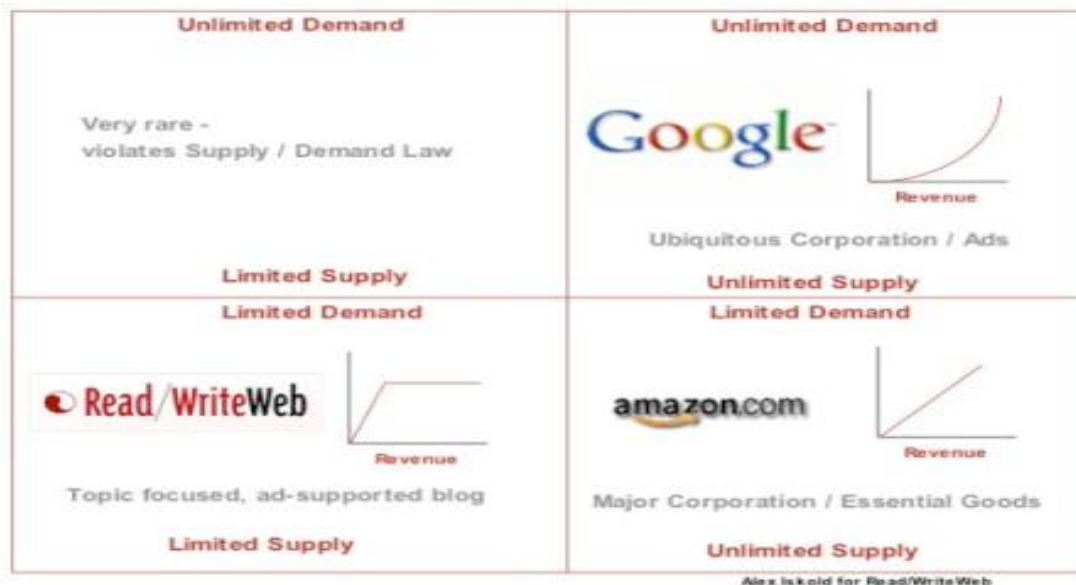 Unlimited Demand
Very rare -
violates Supply / Demand Law
Limited Supply
Unlimited Demand
Google™
Revenue
Ubiquitous Corporation / Ads
Unlimited Supply
Limited Demand
Read/WriteWeb
Revenue
Topic focused, ad-supported blog
Limited Supply
Limited Demand
amazon.com
Revenue
Major Corporation / Essential Goods
Unlimited Supply
Alex Iskold for Read/WriteWeb